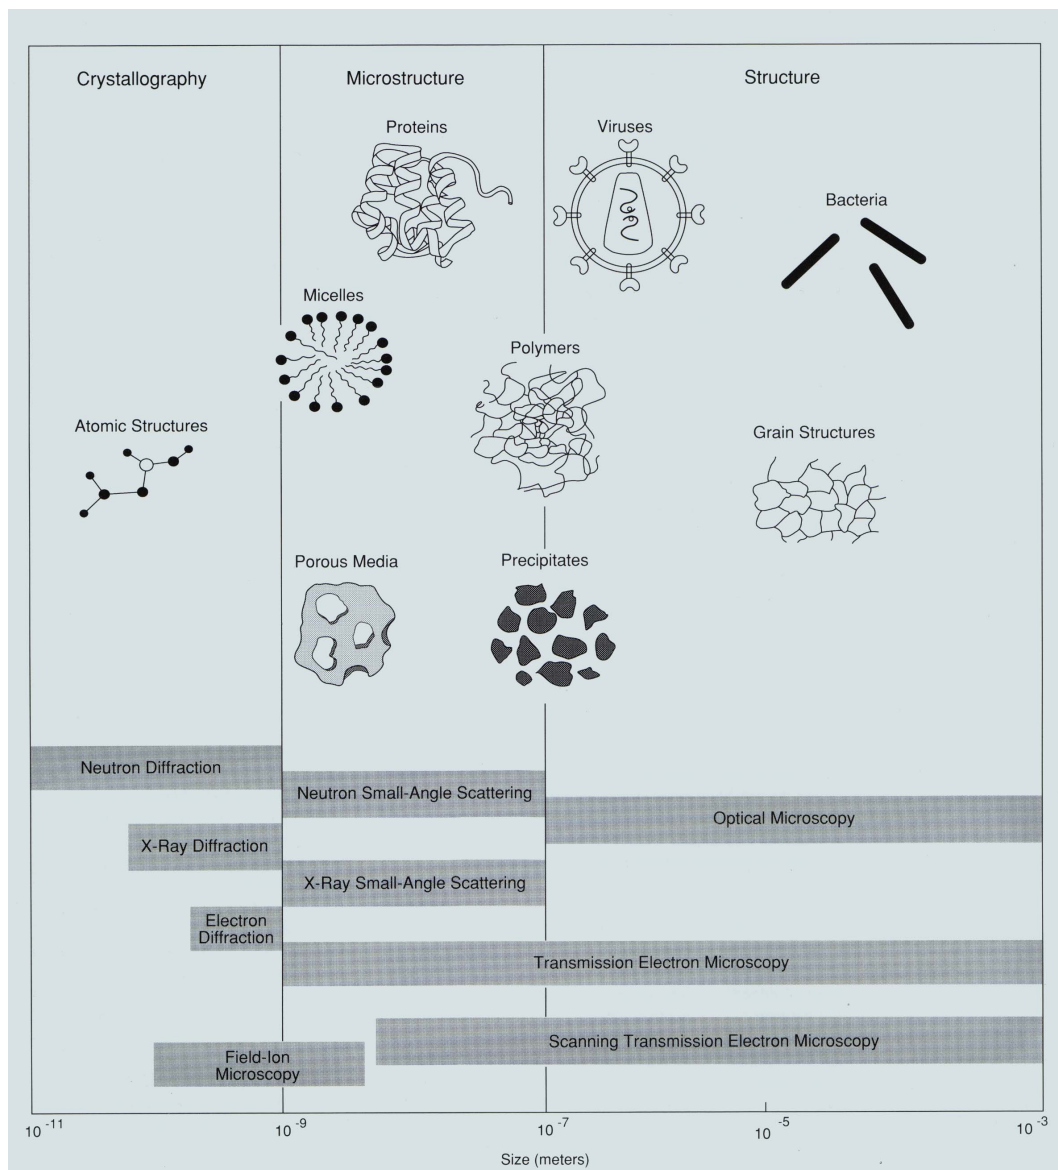 Crystallography
Microstructure
Structure
Proteins
Viruses
Bacteria
Micelles
Polymers
Atomic Structures
Grain Structures
Porous Media
Precipitates
Neutron Diffraction
Neutron Small-Angle Scattering
Optical Microscopy
X-Ray Diffraction
X-Ray Small-Angle Scattering
Electron
Diffraction
Transmission Electron Microscopy
Scanning Transmission Electron Microscopy
Field-Ion
Microscopy
10 -11
10 -9
10 -7
10 -5
10 -3
Size (meters)